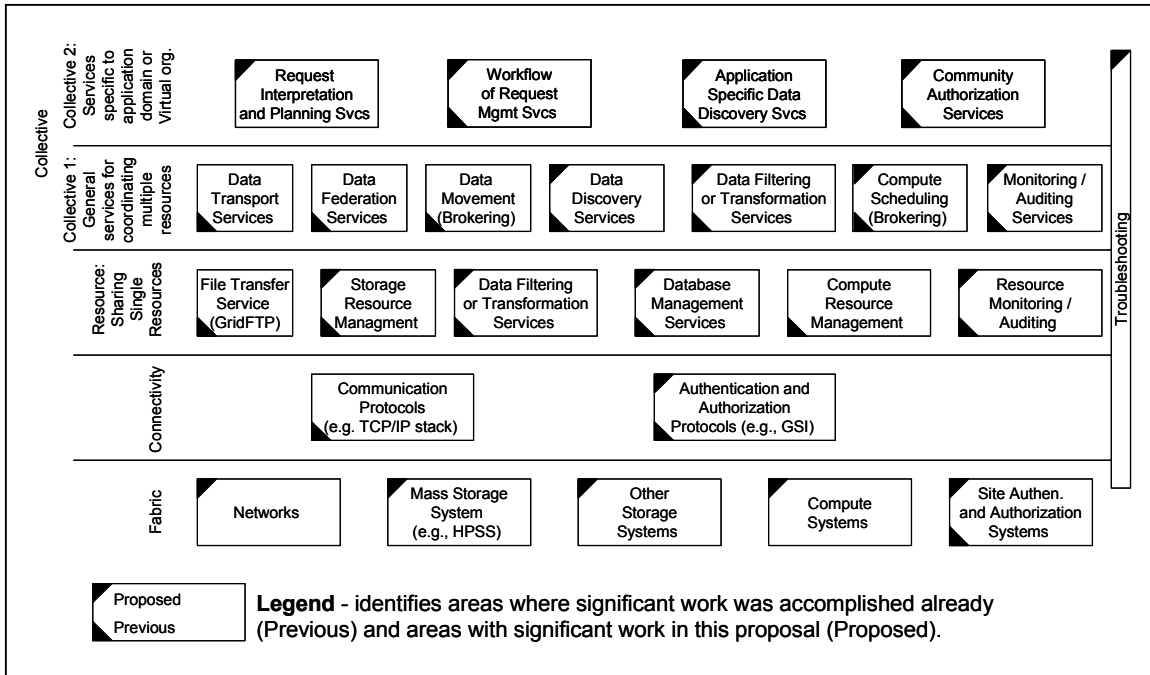 Collective
Collective 2:
Services
specific to
application
domain or
Virtual org.
Request
Interpretation
and Planning Svcs
Workflow
of Request
Mgmt Svcs
Application
Specific Data
Discovery Svcs
Community
Authorization
Services
Collective 1:
General
services for
coordinating
multiple
resources
Data
Transport
Services
Data
Federation
Services
Data
Movement
(Brokering)
Data
Discovery
Services
Data Filtering
or Transformation
Services
Compute
Scheduling
(Brokering)
Monitoring /
Auditing
Services
Resource:
Sharing
Single
Resources
File Transfer
Service
(GridFTP)
Storage
Resource
Managment
Data Filtering
or Transformation
Services
Database
Management
Services
Compute
Resource
Management
Resource
Monitoring /
Auditing
Connectivity
Communication
Protocols
(e.g. TCP/IP stack)
Authentication and
Authorization
Protocols (e.g., GSI)
Fabric
Networks
Mass Storage
System
(e.g., HPSS)
Other
Storage
Systems
Compute
Systems
Site Authen.
and Authorization
Systems
Troubleshooting
Proposed
Previous
Legend - identifies areas where significant work was accomplished already
(Previous) and areas with significant work in this proposal (Proposed).